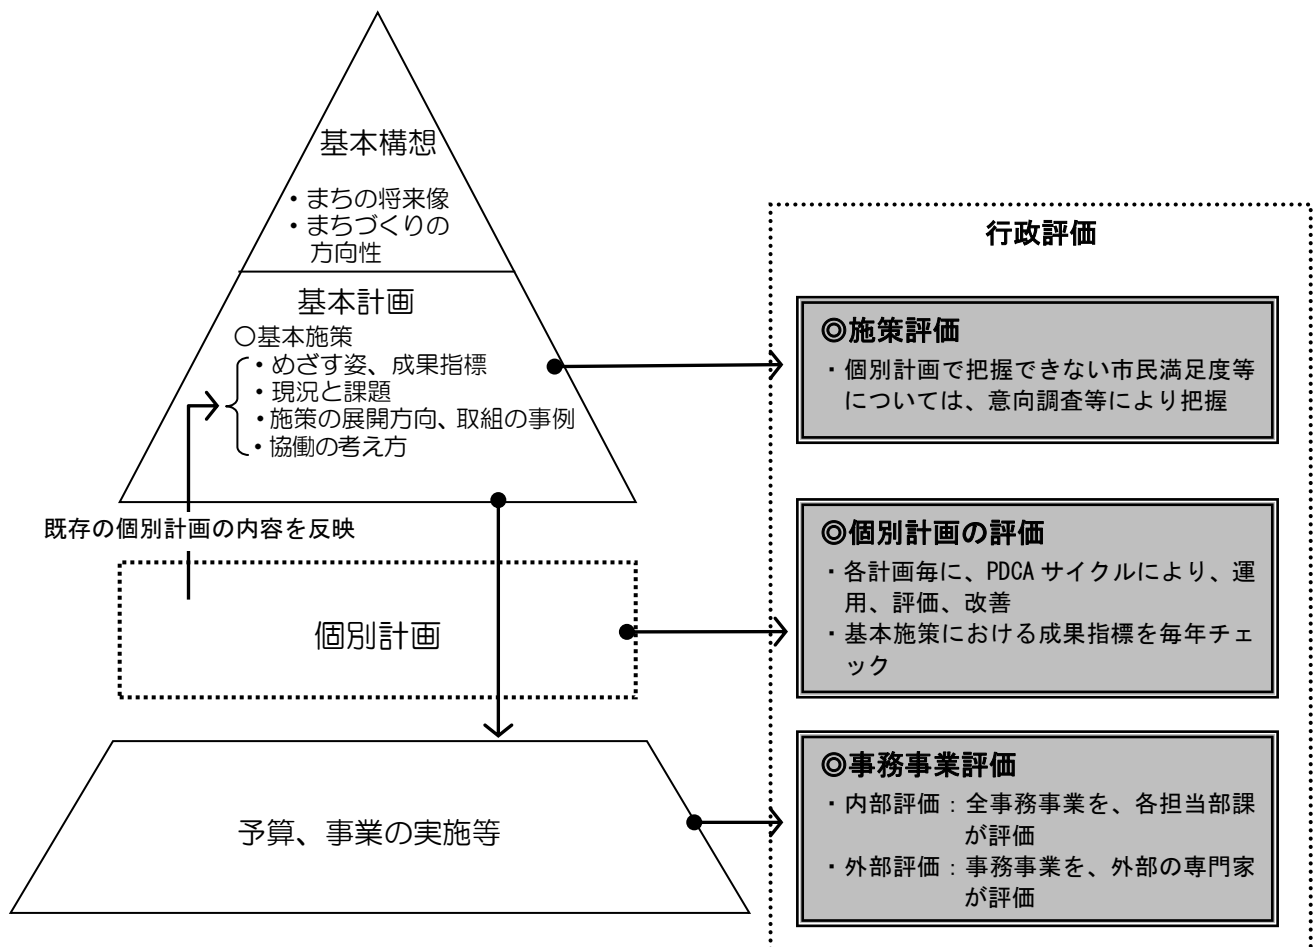 基本構想
・まちの将来像
・まちづくりの
方向性
基本計画
○基本施策
・めざす姿、成果指標
・現況と課題
・施策の展開方向、取組の事例
・協働の考え方
既存の個別計画の内容を反映
個別計画
予算、事業の実施等
行政評価
◎施策評価
・個別計画で把握できない市民満足度等
については、意向調査等により把握
◎個別計画の評価
・各計画毎に、PDCA サイクルにより、運
用、評価、改善
・基本施策における成果指標を毎年チェ
ック
◎事務事業評価
・内部評価：全事務事業を、各担当部課
が評価
・外部評価：事務事業を、外部の専門家
が評価